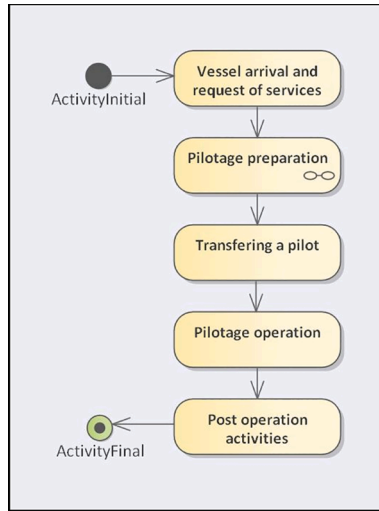 Vessel arrival and
request of services
ActivityInitial
Pilotage preparation
Transfering a pilot
Pilotage operation
Post operation
activities
ActivityFinal